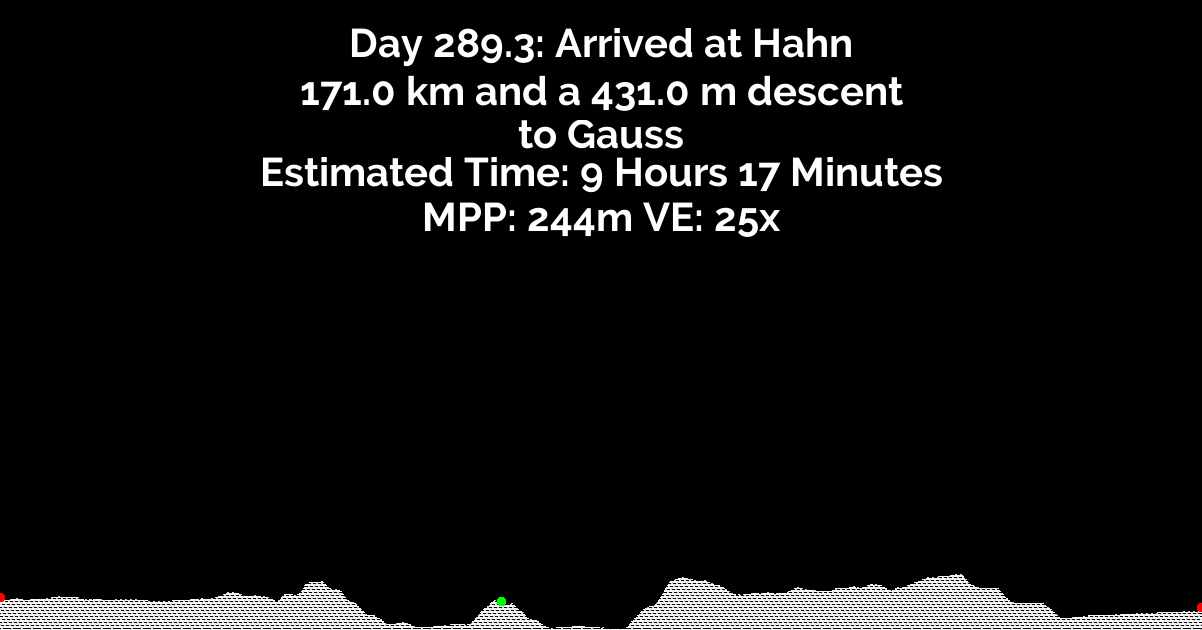 Day 289.3: Arrived at Hahn
171.0 km and a 431.0 m descent
to Gauss
Estimated Time: 9 Hours 17 Minutes
MPP: 244m VE: 25x